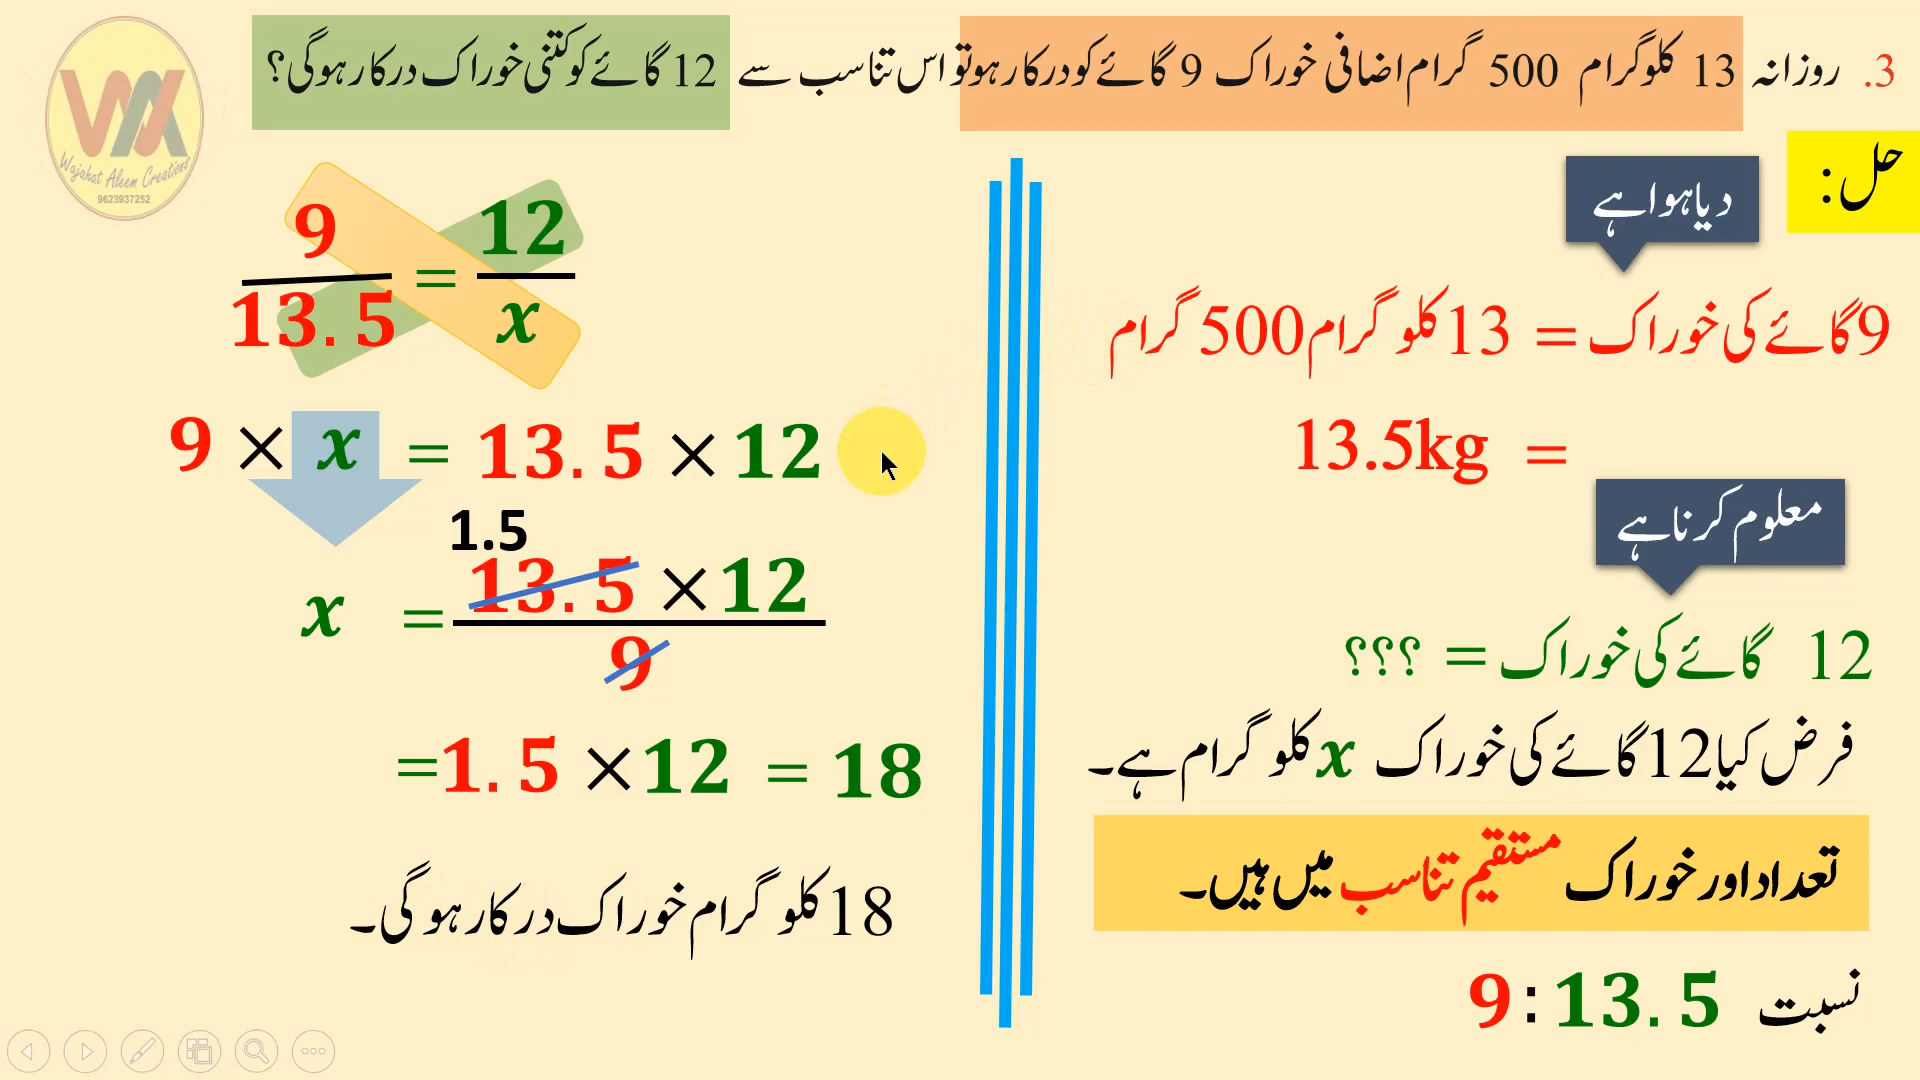 3. روزانہ 13 کلوگرام 500 گرام اضافی خوراک 9 گائے کو درکار ہو تو اس تناسب سے 12 گائے کو کتنی خوراک درکار ہوگی؟
حل:
دیا ہوا ہے
9 گائے کی خوراک = 13 کلو گرام 500 گرام
= 13.5kg
معلوم کرنا ہے
12 گائے کی خوراک = ؟؟؟
فرض کیا 12 گائے کی خوراک x کلو گرام ہے۔
تعداد اور خوراک مستقیم تناسب میں ہیں۔
نسبت 9:13.5
9/13.5 = 12/x
9 × x = 13.5 × 12
1.5
x = 13.5 × 12 / 9
= 1.5 × 12 = 18
18 کلو گرام خوراک درکار ہوگی۔
WA
Wajahat Aleem Creations
9623937252